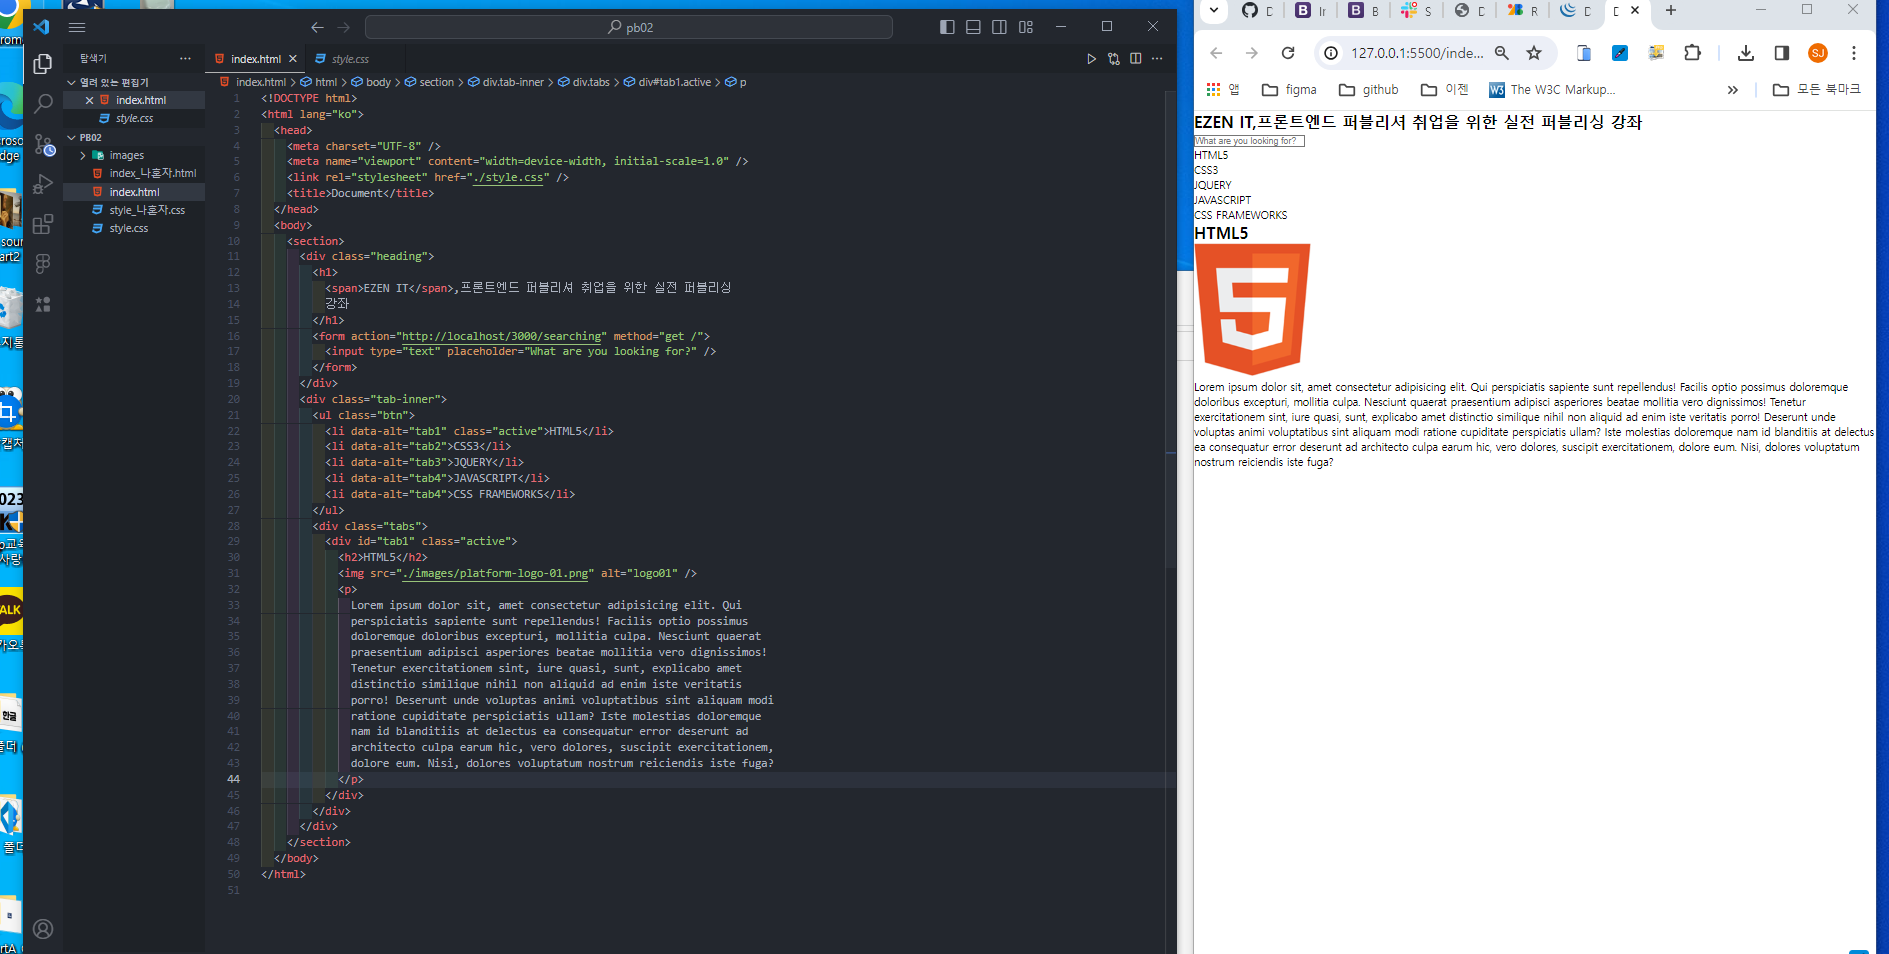 pb02
탐색기
index.html
style.css
열려 있는 편집기
index.html
style.css
PB02
images
index_나혼자.html
index.html
style_나혼자.css
style.css
index.html > html > body > section > div.tab-inner > div.tabs > div#tab1.active > p
1 <!DOCTYPE html>
2 <html lang="ko">
3 <head>
4 <meta charset="UTF-8" />
5 <meta name="viewport" content="width=device-width, initial-scale=1.0" />
6 <link rel="stylesheet" href="./style.css" />
7 <title>Document</title>
8 </head>
9 <body>
10 <section>
11 <div class="heading">
12 <h1>
13 <span>EZEN IT</span>,프론트엔드 퍼블리셔 취업을 위한 실전 퍼블리싱
14 강좌
15 </h1>
16 <form action="http://localhost/3000/searching" method="get /">
17 <input type="text" placeholder="What are you looking for?" />
18 </form>
19 </div>
20 <div class="tab-inner">
21 <ul class="btn">
22 <li data-alt="tab1" class="active">HTML5</li>
23 <li data-alt="tab2">CSS3</li>
24 <li data-alt="tab3">JQUERY</li>
25 <li data-alt="tab4">JAVASCRIPT</li>
26 <li data-alt="tab4">CSS FRAMEWORKS</li>
27 </ul>
28 <div class="tabs">
29 <div id="tab1" class="active">
30 <h2>HTML5</h2>
31 <img src="./images/platform-logo-01.png" alt="logo01" />
32 <p>
33 Lorem ipsum dolor sit, amet consectetur adipisicing elit. Qui
34 perspiciatis sapiente sunt repellendus! Facilis optio possimus
35 doloremque doloribus excepturi, mollitia culpa. Nesciunt quaerat
36 praesentium adipisci asperiores beatae mollitia vero dignissimos!
37 Tenetur exercitationem sint, iure quasi, sunt, explicabo amet
38 distinctio similique nihil non aliquid ad enim iste veritatis
39 porro! Deserunt unde voluptas animi voluptatibus sint aliquam modi
40 ratione cupiditate perspiciatis ullam? Iste molestias doloremque
41 nam id blanditiis at delectus ea consequatur error deserunt ad
42 architecto culpa earum hic, vero dolores, suscipit exercitationem,
43 dolore eum. Nisi, dolores voluptatum nostrum reiciendis iste fuga?
44 </p>
45 </div>
46 </div>
47 </div>
48 </section>
49 </body>
50 </html>
51
127.0.0.1:5500/inde...
SJ
앱
figma
github
이젠
W3 The W3C Markup...
모든 북마크
EZEN IT,프론트엔드 퍼블리셔 취업을 위한 실전 퍼블리싱 강좌
What are you looking for?
HTML5
CSS3
JQUERY
JAVASCRIPT
CSS FRAMEWORKS
HTML5
5
Lorem ipsum dolor sit, amet consectetur adipisicing elit. Qui perspiciatis sapiente sunt repellendus! Facilis optio possimus doloremque
doloribus excepturi, mollitia culpa. Nesciunt quaerat praesentium adipisci asperiores beatae mollitia vero dignissimos! Tenetur
exercitationem sint, iure quasi, sunt, explicabo amet distinctio similique nihil non aliquid ad enim iste veritatis porro! Deserunt unde
voluptas animi voluptatibus sint aliquam modi ratione cupiditate perspiciatis ullam? Iste molestias doloremque nam id blanditiis at delectus
ea consequatur error deserunt ad architecto culpa earum hic, vero dolores, suscipit exercitationem, dolore eum. Nisi, dolores voluptatum
nostrum reiciendis iste fuga?